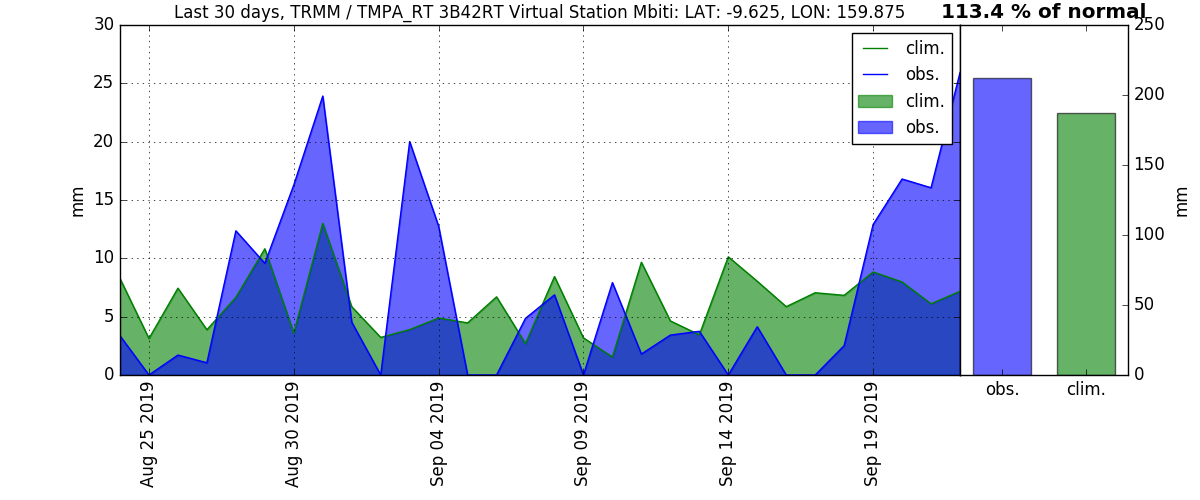 Last 30 days, TRMM / TMPA_RT 3B42RT Virtual Station Mbiti: LAT: -9.625, LON: 159.875
113.4 % of normal
30
25
20
15
10
5
0
mm
clim.
obs.
clim.
obs.
250
200
150
100
50
0
mm
Aug 25 2019
Aug 30 2019
Sep 04 2019
Sep 09 2019
Sep 14 2019
Sep 19 2019
obs.
clim.